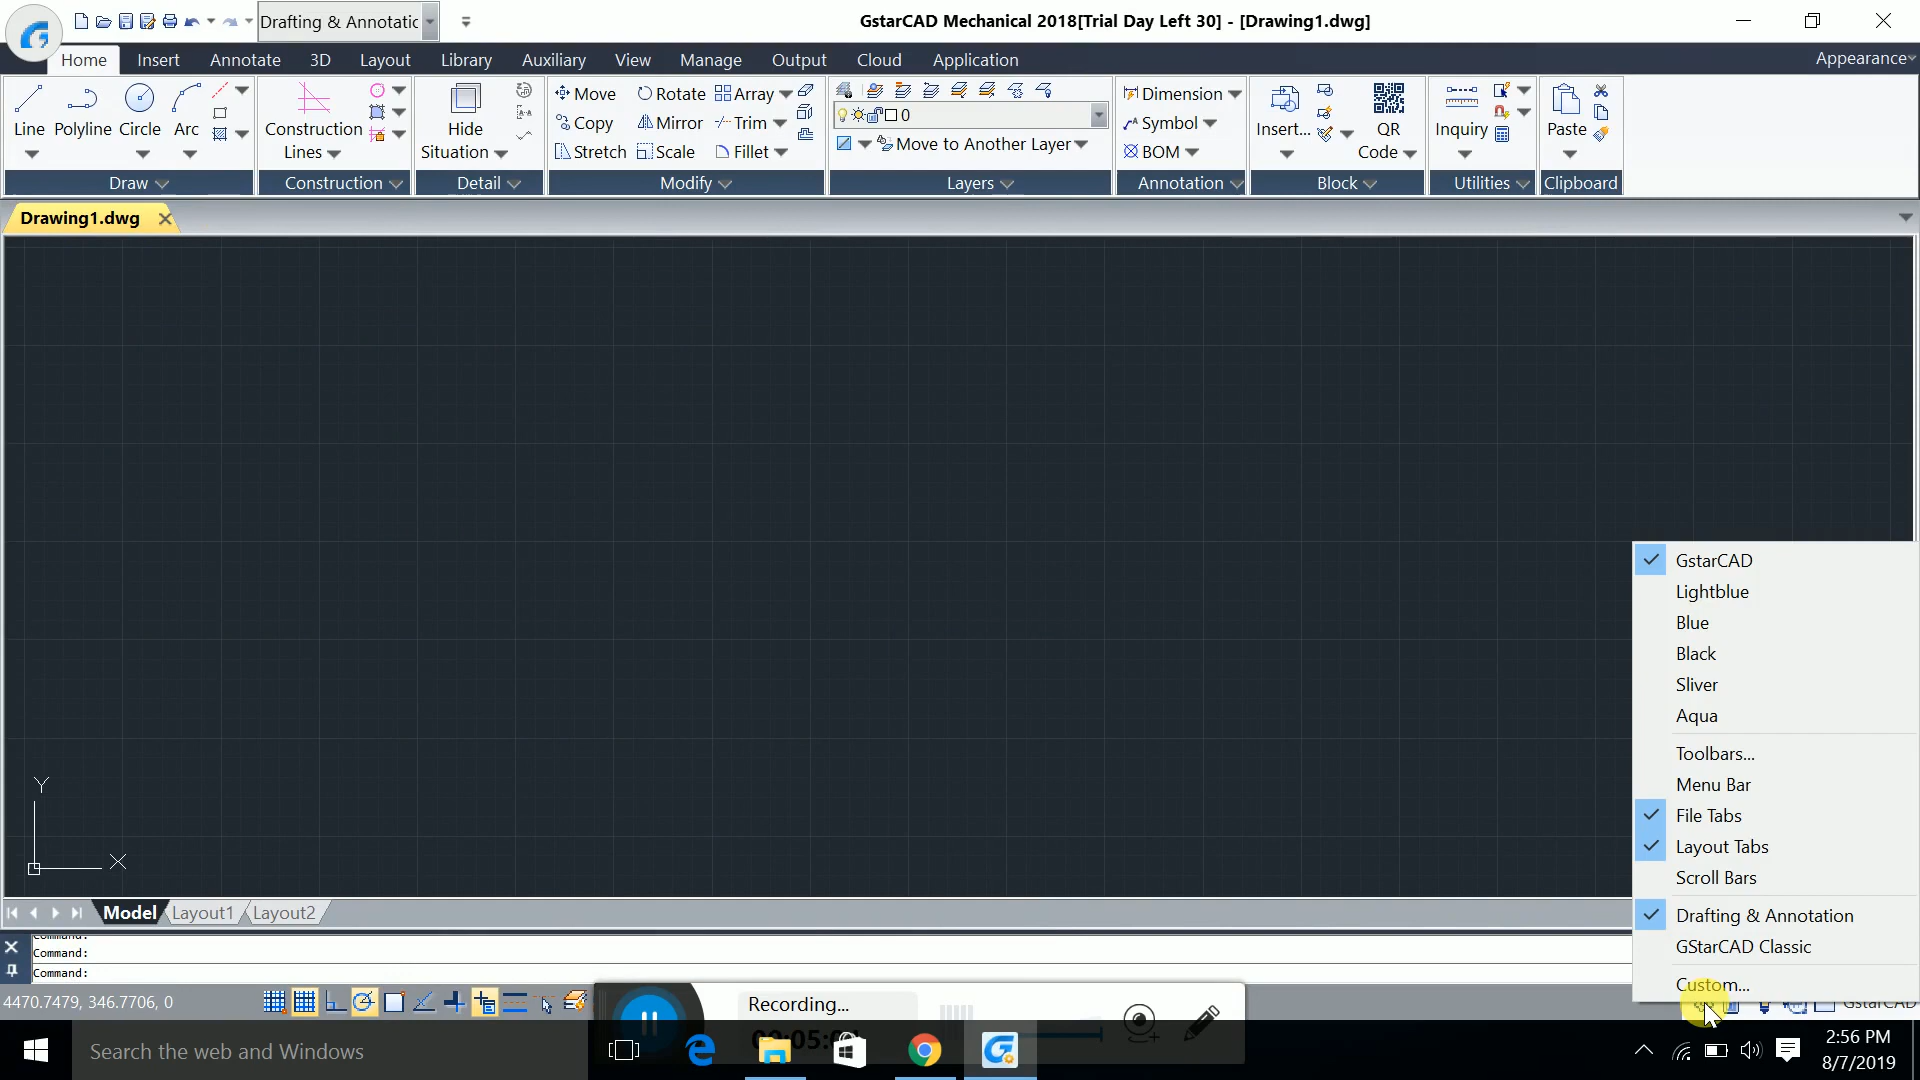 Drafting & Annotatic
GstarCAD Mechanical 2018[Trial Day Left 30] - [Drawing1.dwg]
Home Insert Annotate 3D Layout Library Auxiliary View Manage Output Cloud Application Appearance
Line Polyline Circle Arc
Construction Lines
Hide Situation
Move Rotate Array
Copy Mirror Trim
Stretch Scale Fillet
0
Move to Another Layer
Dimension
Symbol
BOM
Insert...
QR Code
Inquiry
Paste
Draw Construction Detail Modify Layers Annotation Block Utilities Clipboard
Drawing1.dwg
Y
X
GstarCAD
Lightblue
Blue
Black
Sliver
Aqua
Toolbars...
Menu Bar
File Tabs
Layout Tabs
Scroll Bars
Drafting & Annotation
GStarCAD Classic
Custom...
Model Layout1 Layout2
Command:
Command:
Command:
4470.7479, 346.7706, 0
Recording...
GstarCAD
Search the web and Windows
2:56 PM
8/7/2019